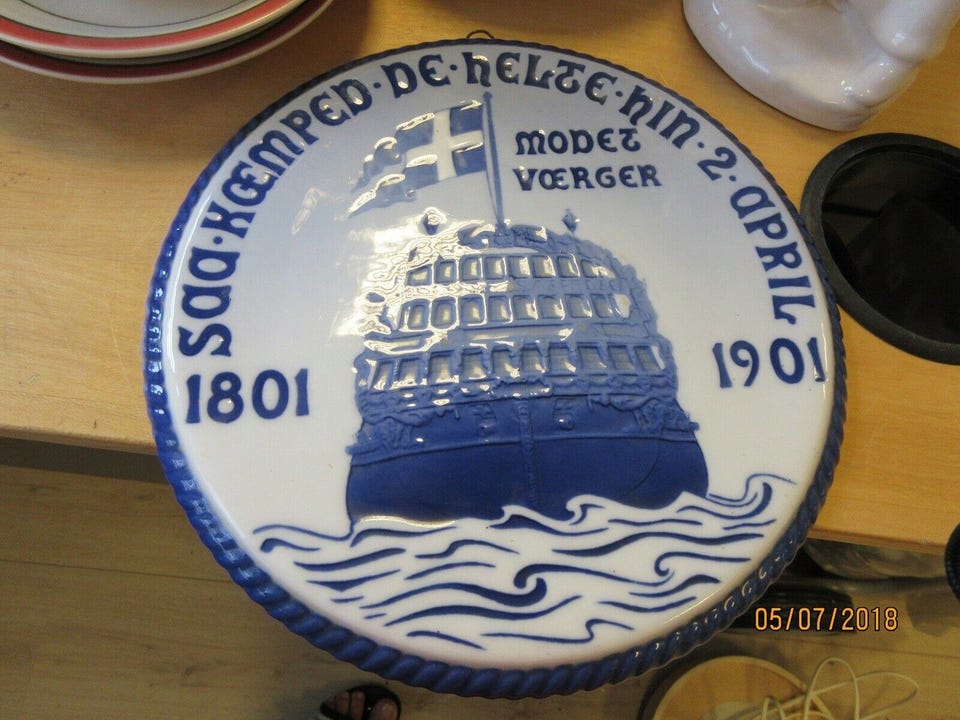 SAA·KÆMPED·DE·HELTE·HIN·2·APRIL
MODET
VÆRGER
1801
1901
05/07/2018